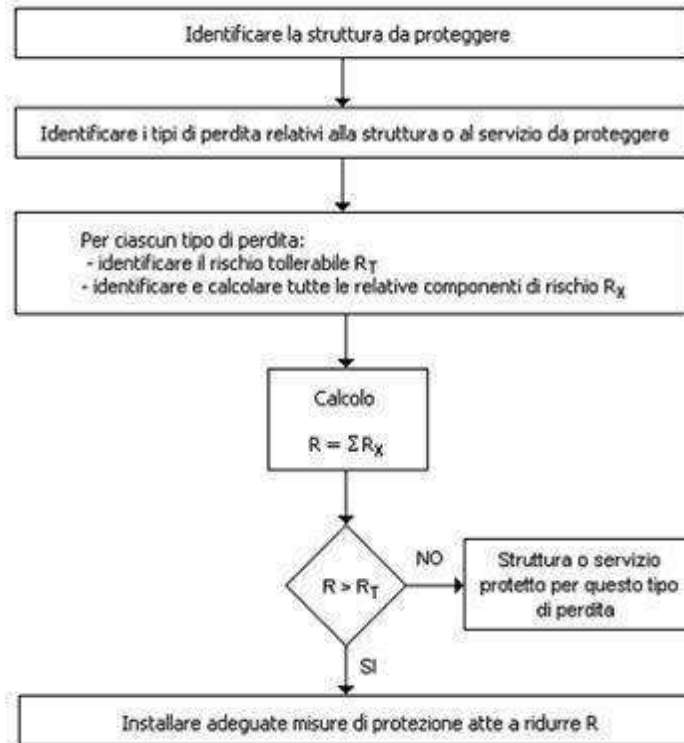 Identificare la struttura da proteggere
Identificare i tipi di perdita relativi alla struttura o al servizio da proteggere
Per ciascun tipo di perdita:
- identificare il rischio tollerabile RT
- identificare e calcolare tutte le relative componenti di rischio RX
Calcolo
R = ΣRX
R > RT
NO
Struttura o servizio
protetto per questo tipo
di perdita
SI
Installare adeguate misure di protezione atte a ridurre R